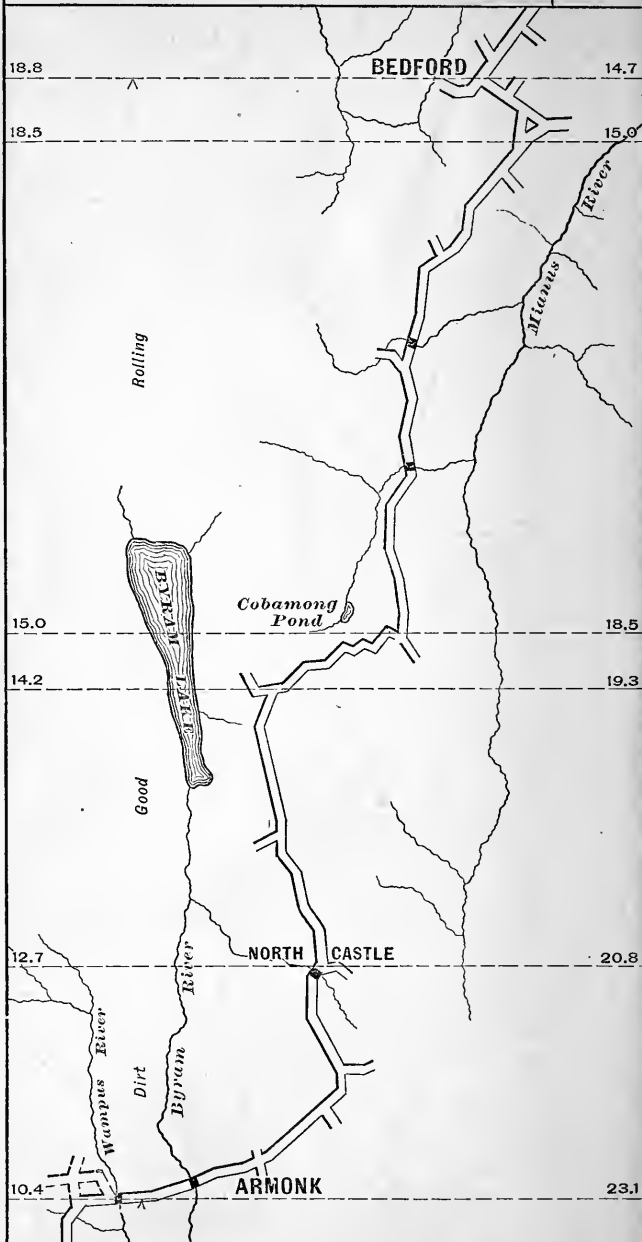 BEDFORD
18.8
14.7
18.5
15.0
Mianus River
Rolling
BYRAM LAKE
Cobamong
Pond
15.0
18.5
14.2
19.3
Good
NORTH CASTLE
12.7
20.8
Wampus River
Dirt
Byram River
ARMONK
10.4
23.1